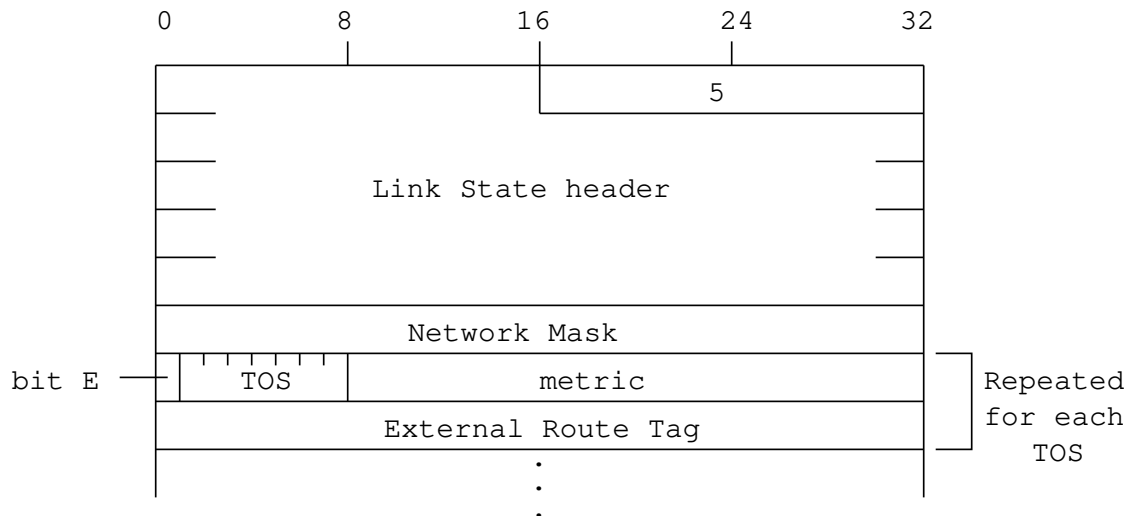 0 8 16 24 32
5
Link State header
Network Mask
bit E TOS metric Repeated
External Route Tag for each
TOS